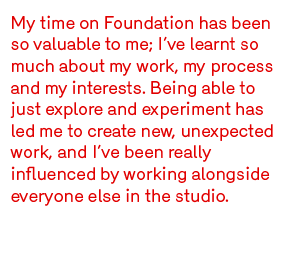 My time on Foundation has been
so valuable to me; I’ve learnt so
much about my work, my process
and my interests. Being able to
just explore and experiment has
led me to create new, unexpected
work, and I’ve been really
influenced by working alongside
everyone else in the studio.